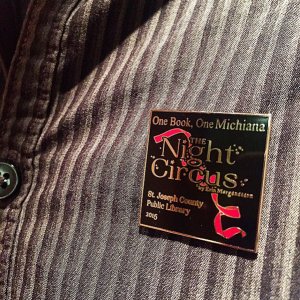 One Book, One Michiana
THE
Night
Circus
by Erin Morgenstern
St. Joseph County
Public Library
2015